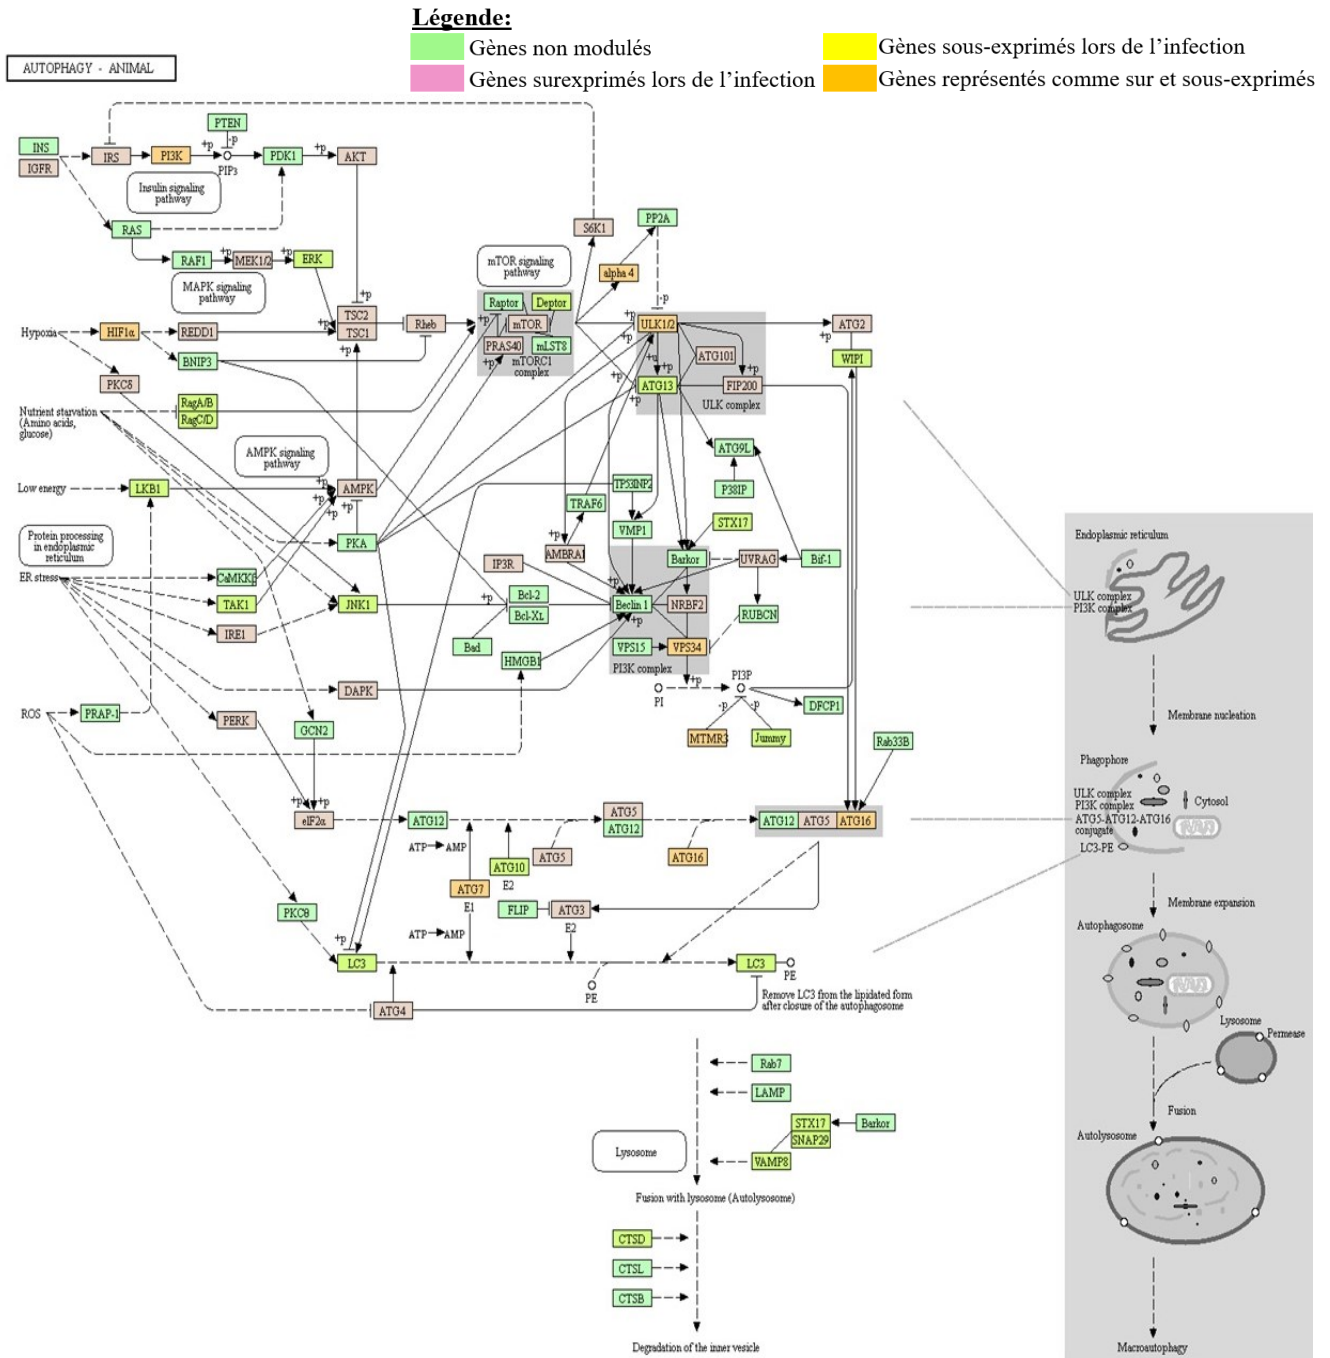 Légende:
Gènes non modulés
Gènes sous-exprimés lors de l’infection
Gènes surexprimés lors de l’infection
Gènes représentés comme sur et sous-exprimés
AUTOPHAGY - ANIMAL
PTEN
INS
IGFR
IRS
PI3K
+p
-p
PIP3
PDK1
+p
AKT
Insulin signaling
pathway
RAS
RAF1
+p
MEK1/2
+p
ERK
MAPK signaling
pathway
+p
S6K1
PP2A
mTOR signaling
pathway
alpha 4
-p
Hypoxia
HIF1α
REDD1
BNIP3
TSC2
TSC1
+p
+p
Rheb
Raptor
Deptor
mTOR
+p
PRAS40
mLST8
+p
mTORC1
complex
+p
ULK1/2
+u
+p
ATG101
+p
ATG13
FIP200
ULK complex
+p
+p
ATG2
+p
WIPI
PKCδ
Nutrient starvation
(Amino acids,
glucose)
RagA/B
RagC/D
AMPK signaling
pathway
ATG9L
P38IP
Low energy
LKB1
+p
+p
+p
AMPK
+p
TP53INP2
TRAF6
VMP1
STX17
Protein processing
in endoplasmic
reticulum
PKA
+p
AMBRA1
Barkor
UVRAG
Bif-1
IP3R
ER stress
CaMKKβ
TAK1
IRE1
JNK1
+p
Bcl-2
Bcl-XL
Bad
+p
Beclin 1
+p
NRBF2
RUBCN
HMGB1
VPS15
VPS34
PI3K complex
+p
PI
PI3P
DFCP1
DAPK
ROS
PRAP-1
PERK
GCN2
-p
-p
MTMR3
Jummy
Rab33B
+p
+p
eIF2α
ATG12
ATP
AMP
ATG5
ATG12
ATG12
ATG5
ATG16
ATG10
E2
ATG5
ATG16
ATG7
E1
FLIP
ATG3
E2
PKCθ
ATP
AMP
+p
LC3
LC3
PE
PE
Remove LC3 from the lipidated form
after closure of the autophagosome
ATG4
Rab7
LAMP
STX17
SNAP29
Barkor
VAMP8
Lysosome
Fusion with lysosome (Autolysosome)
CTSD
CTSL
CTSB
Degradation of the inner vesicle
Endoplasmic reticulum
ULK complex
PI3K complex
Membrane nucleation
Phagophore
ULK complex
PI3K complex
Cytosol
ATG5-ATG12-ATG16
conjugate
LC3-PE
Membrane expansion
Autophagosome
Lysosome
Permease
Fusion
Autolysosome
Macroautophagy